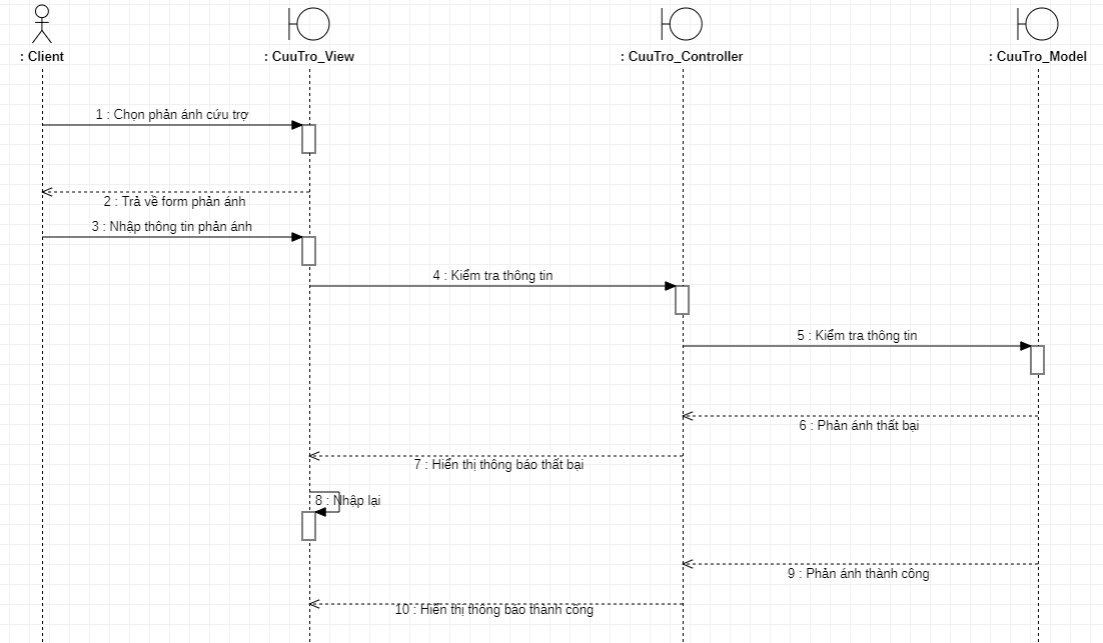 : Client
: CuuTro_View
: CuuTro_Controller
: CuuTro_Model
1 : Chọn phản ánh cứu trợ
2 : Trả về form phản ánh
3 : Nhập thông tin phản ánh
4 : Kiểm tra thông tin
5 : Kiểm tra thông tin
6 : Phản ánh thất bại
7 : Hiển thị thông báo thất bại
8 : Nhập lại
9 : Phản ánh thành công
10 : Hiển thị thông báo thành công